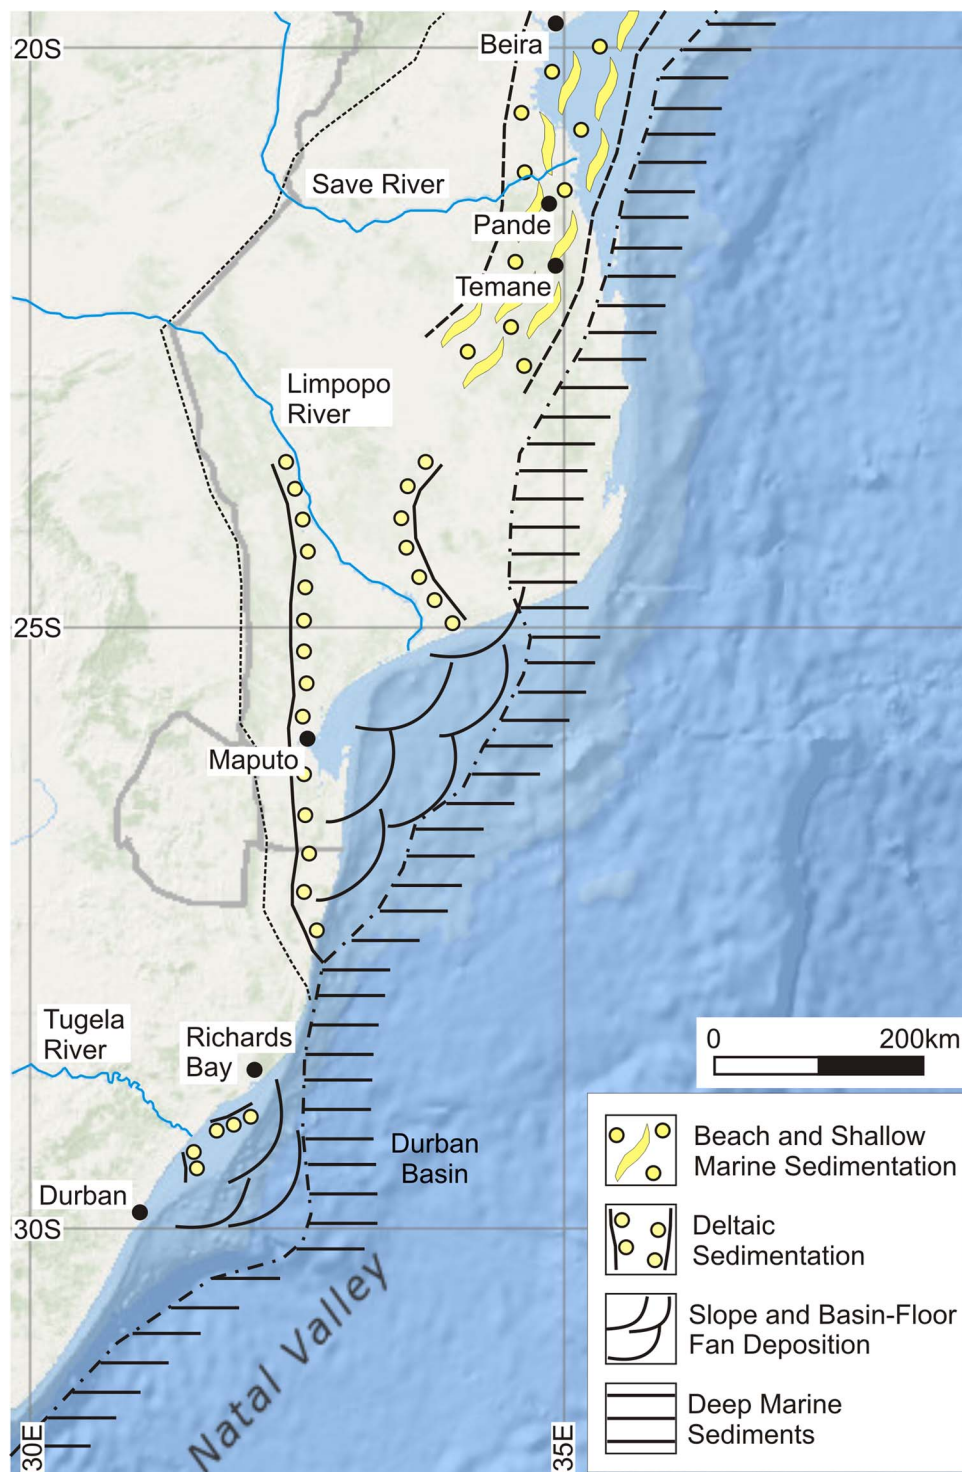 20S
Beira
Save River
Pande
Temane
Limpopo
River
25S
Maputo
Tugela
River
Richards
Bay
0 200km
Durban
Basin
Durban
30S
Natal Valley
30E
35E
Beach and Shallow
Marine Sedimentation
Deltaic
Sedimentation
Slope and Basin-Floor
Fan Deposition
Deep Marine
Sediments